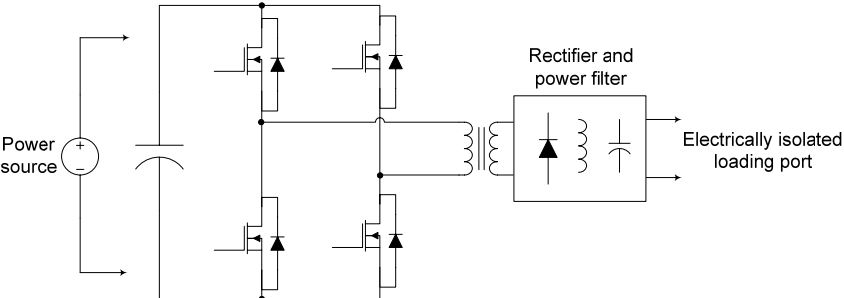 Rectifier and
power filter
Power
source
+
−
Electrically isolated
loading port